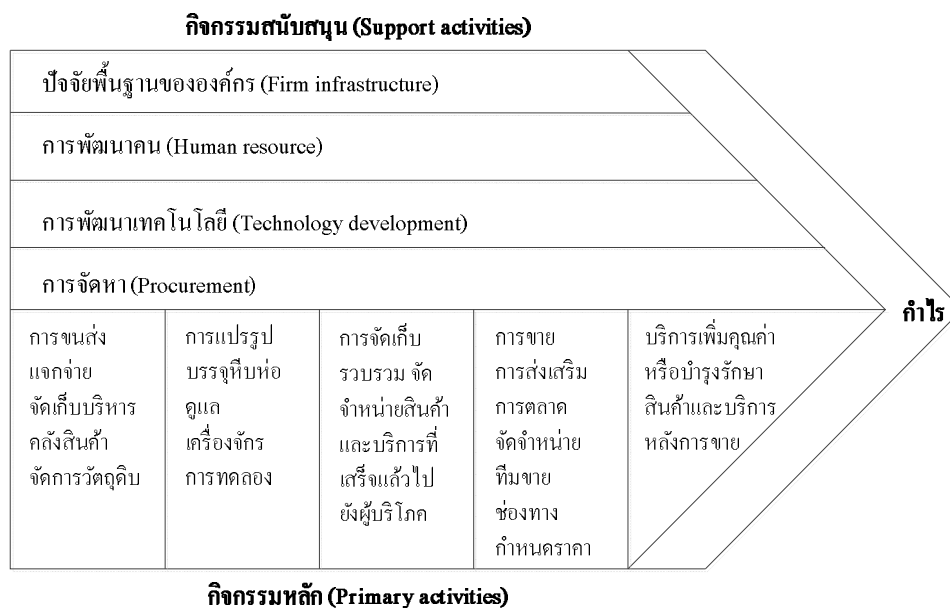 กิจกรรมสนับสนุน (Support activities)
ปัจจัยพื้นฐานขององค์กร (Firm infrastructure)
การพัฒนาคน (Human resource)
การพัฒนาเทคโนโลยี (Technology development)
การจัดหา (Procurement)
กำไร
การขนส่ง
แจกจ่าย
จัดเก็บบริหาร
คลังสินค้า
จัดการวัตถุดิบ
การแปรรูป
บรรจุหีบห่อ
ดูแล
เครื่องจักร
การทดลอง
การจัดเก็บ
รวบรวม จัด
จำหน่ายสินค้า
และบริการที่
เสร็จแล้วไป
ยังผู้บริโภค
การขาย
การส่งเสริม
การตลาด
จัดจำหน่าย
ทีมขาย
ช่องทาง
กำหนดราคา
บริการเพิ่มคุณค่า
หรือบำรุงรักษา
สินค้าและบริการ
หลังการขาย
กิจกรรมหลัก (Primary activities)